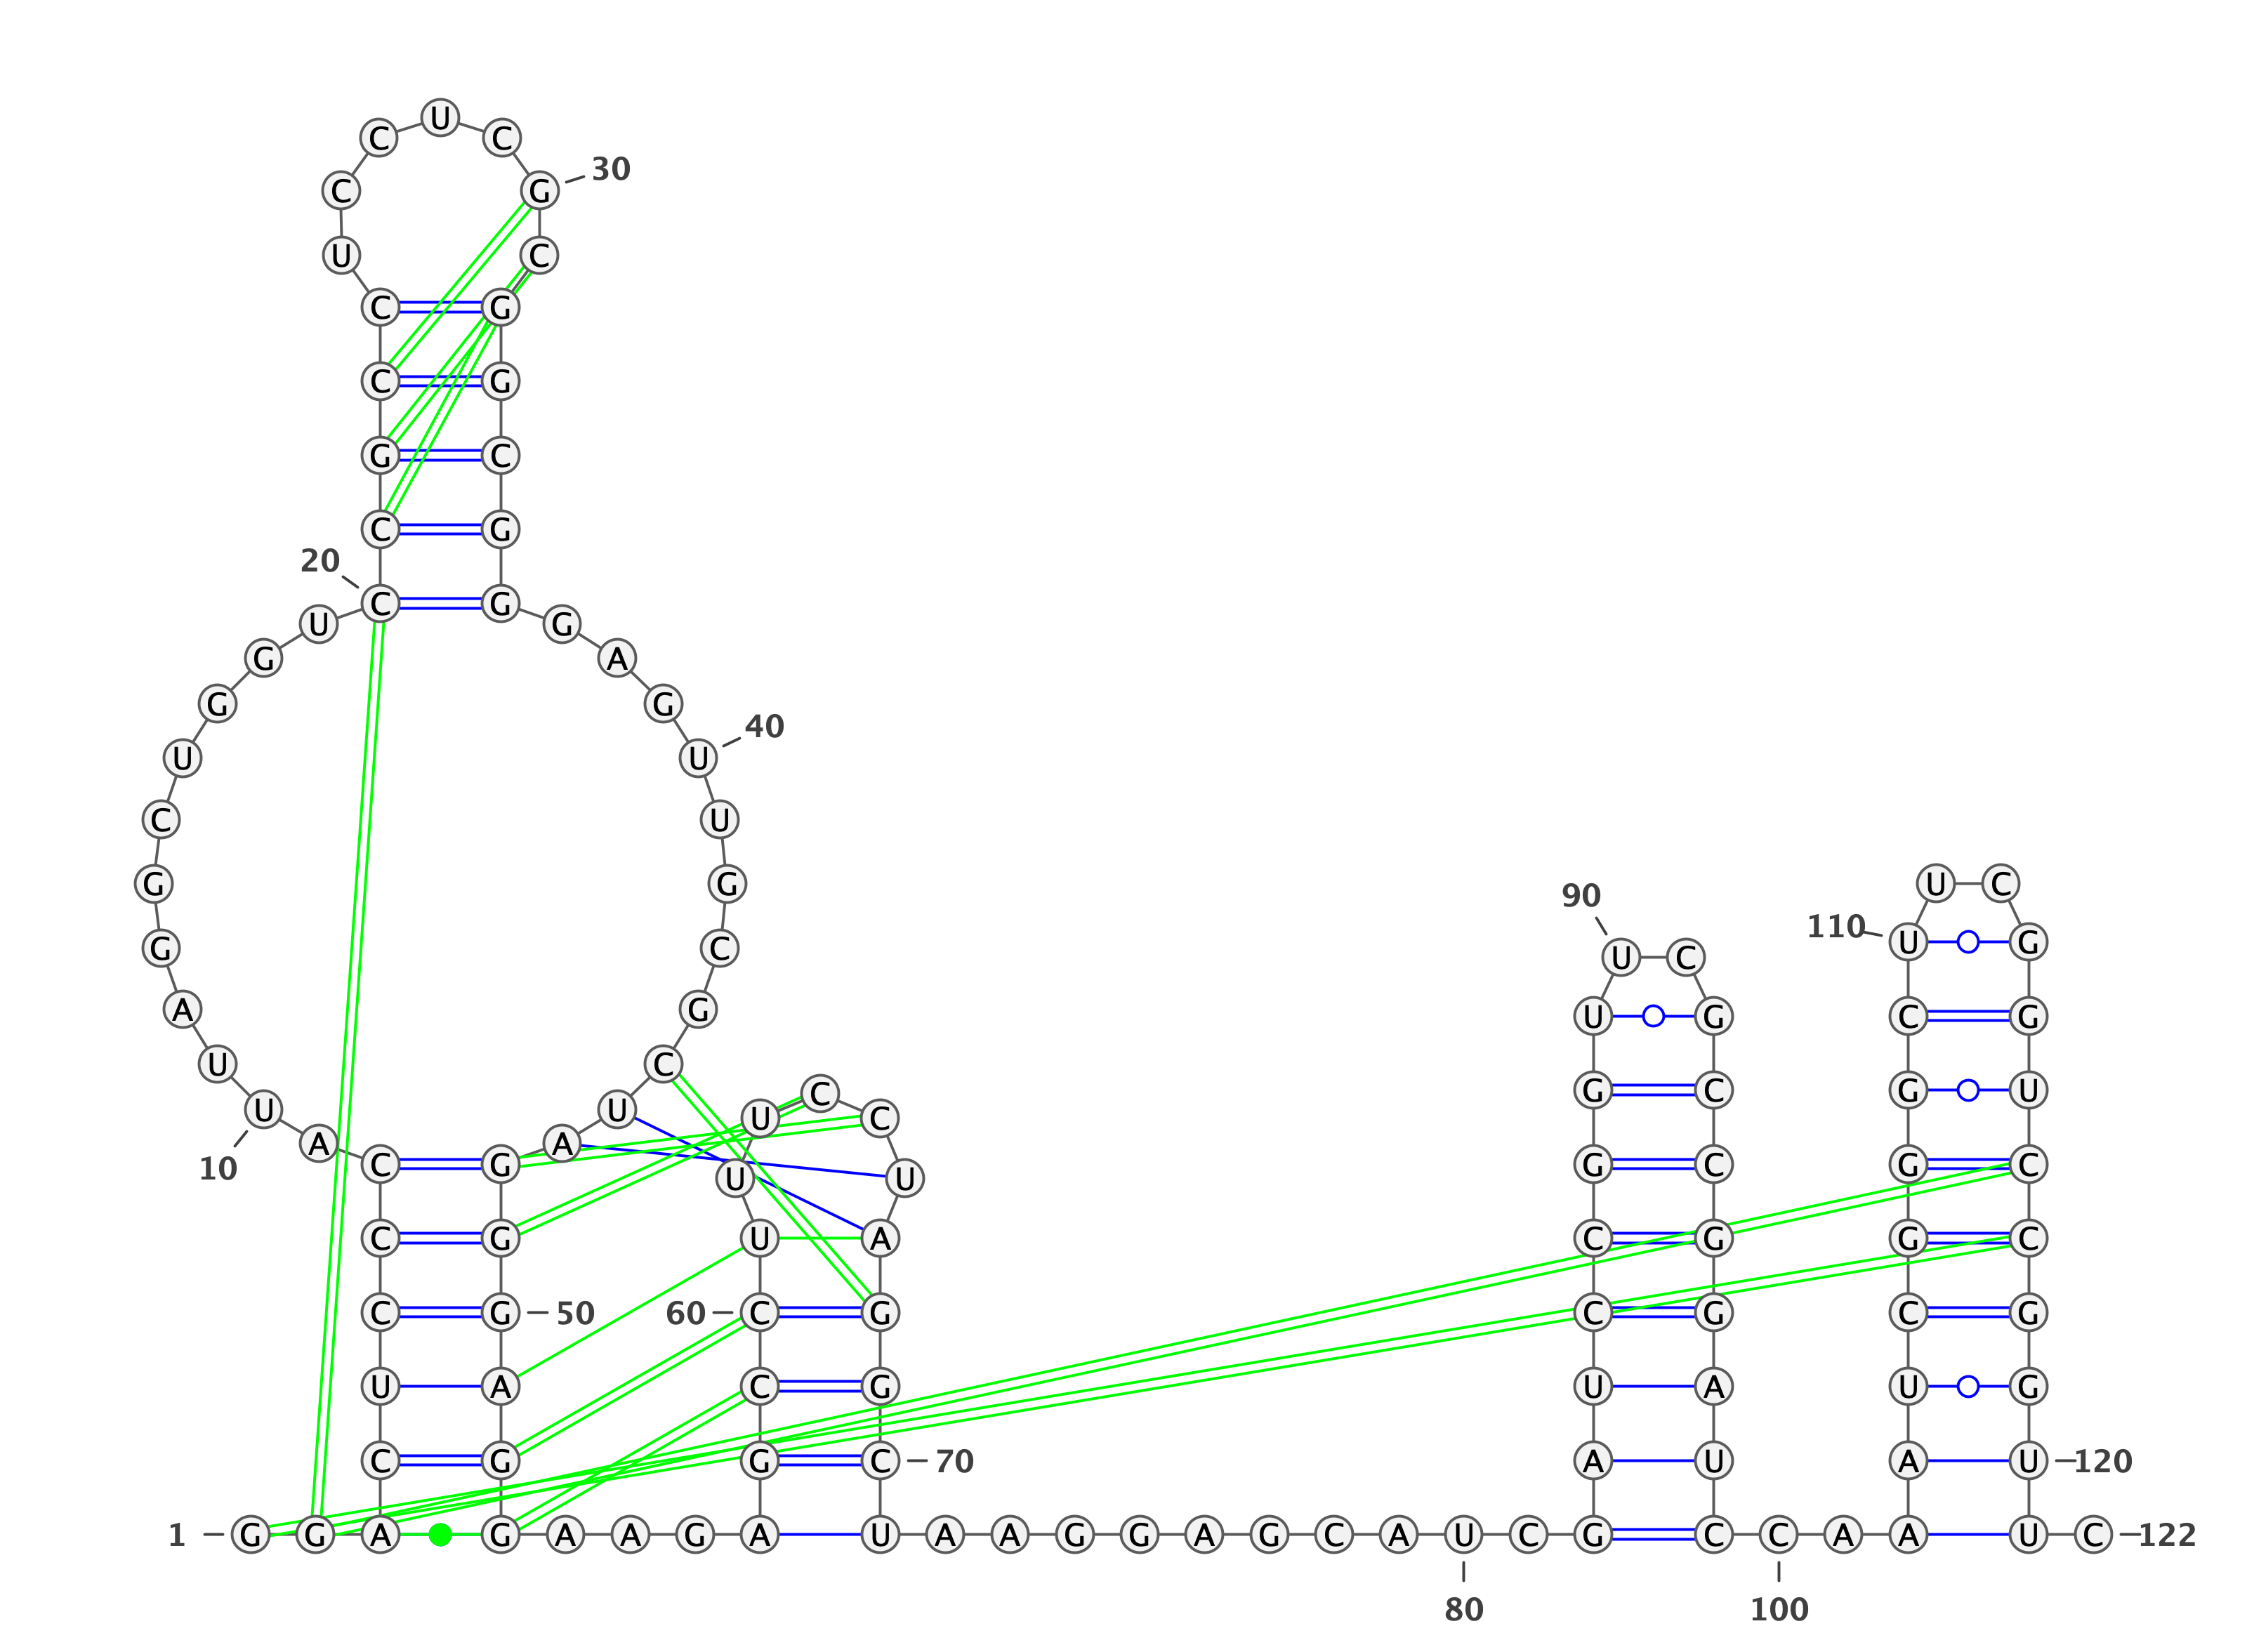 U
C C
30
C G
U C
C G
C G
G C
C G
20
C G
U G
G A
G G
40
U U
C U
G G U C
90
110
G C U G
U C
A G U G C G
U C
G C G U
C
U U U C
A A
C G G C G C
10
U U
C G U A C G G C
C G 50 60 C G C G C G
U A C G U A U G
C G G C 70 A U A U 120
1 G G A G A A G A U A A G G A G C A U C G C C A A U C 122
80 100